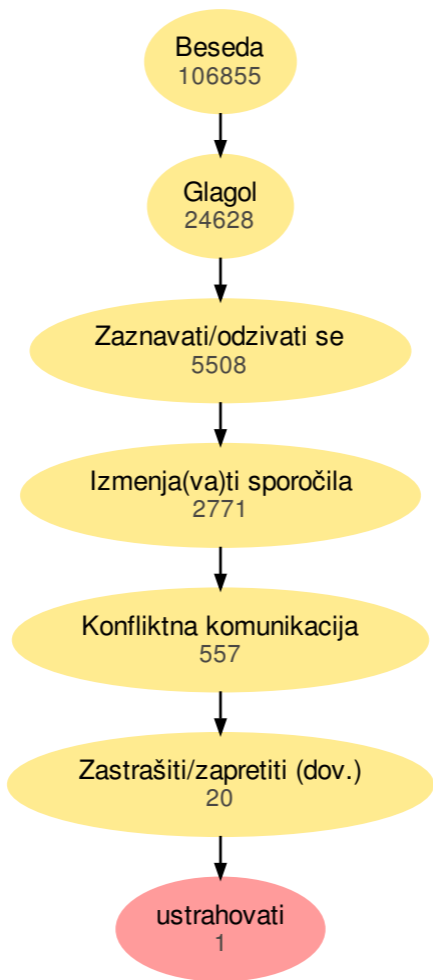 Beseda
106855
Glagol
24628
Zaznavati/odzivati se
5508
Izmenja(va)ti sporočila
2771
Konfliktna komunikacija
557
Zastrašiti/zapretiti (dov.)
20
ustrahovati
1